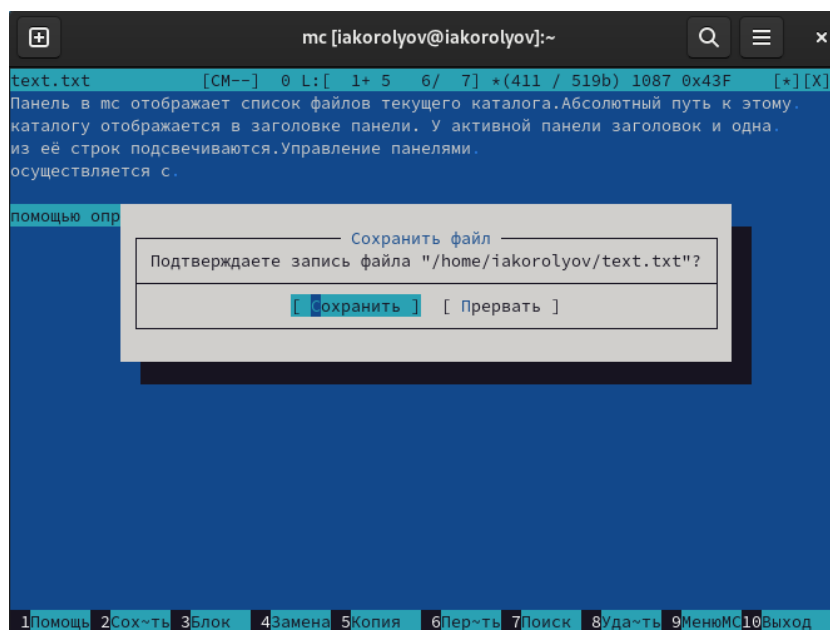 mc [iakorolyov@iakorolyov]:~
text.txt [CM--] 0 L:[ 1+ 5 6/ 7] *(411 / 519b) 1087 0x43F [*][X]
Панель в mc отображает список файлов текущего каталога.Абсолютный путь к этому.
каталогу отображается в заголовке панели. У активной панели заголовок и одна.
из её строк подсвечиваются.Управление панелями.
осуществляется с.
помощью опр
Сохранить файл
Подтверждаете запись файла "/home/iakorolyov/text.txt"?
[ Сохранить ] [ Прервать ]
1Помощь 2Сох~ть 3Блок 4Замена 5Копия 6Пер~ть 7Поиск 8Уда~ть 9МенюMC 10Выход